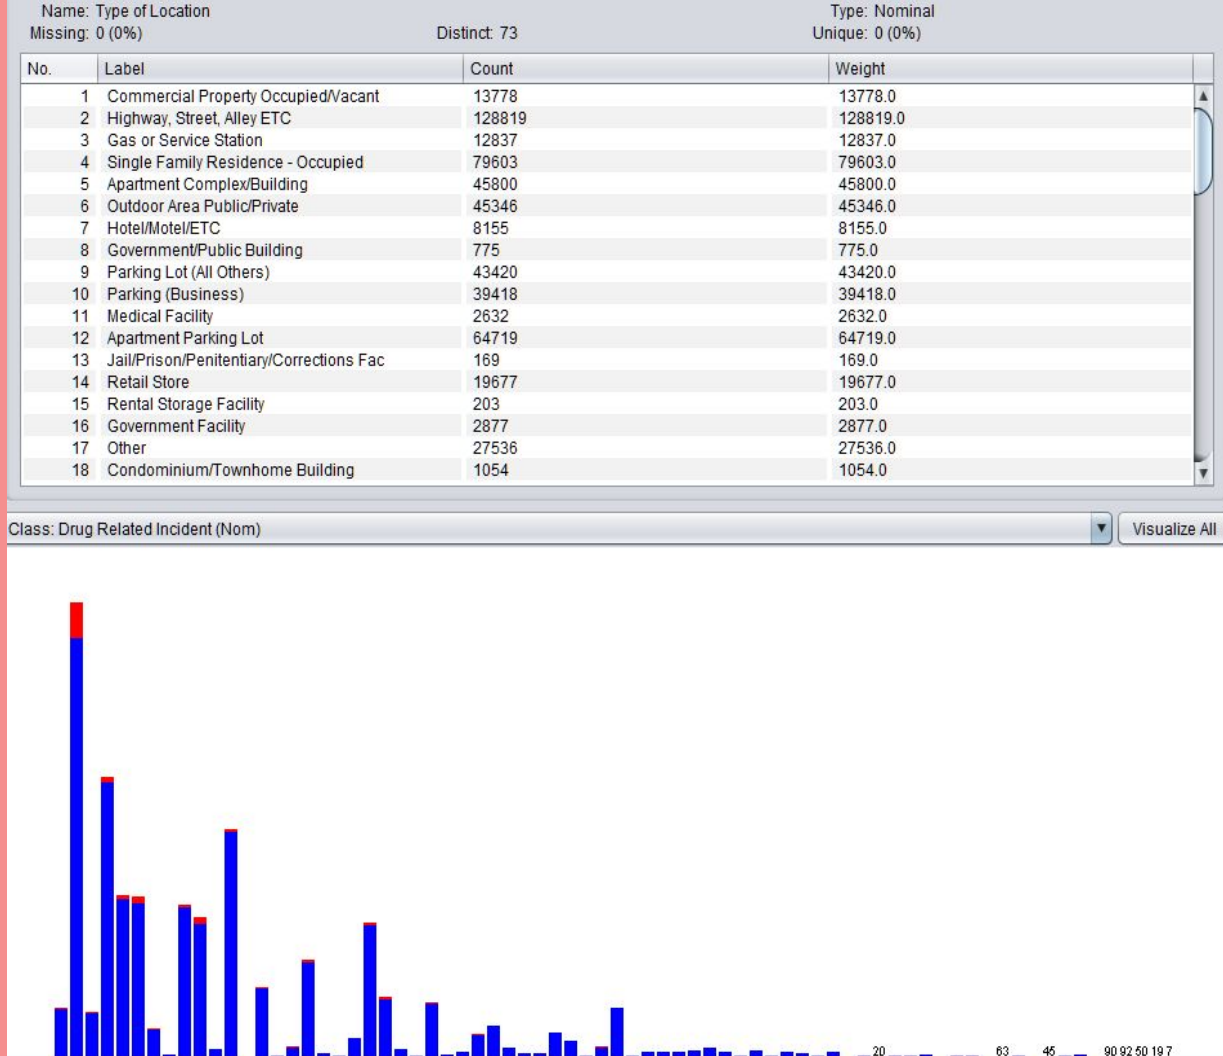 Name: Type of Location Type: Nominal
Missing: 0 (0%) Distinct: 73 Unique: 0 (0%)
No. Label Count Weight
1 Commercial Property Occupied/Vacant 13778 13778.0
2 Highway, Street, Alley ETC 128819 128819.0
3 Gas or Service Station 12837 12837.0
4 Single Family Residence - Occupied 79603 79603.0
5 Apartment Complex/Building 45800 45800.0
6 Outdoor Area Public/Private 45346 45346.0
7 Hotel/Motel/ETC 8155 8155.0
8 Government/Public Building 775 775.0
9 Parking Lot (All Others) 43420 43420.0
10 Parking (Business) 39418 39418.0
11 Medical Facility 2632 2632.0
12 Apartment Parking Lot 64719 64719.0
13 Jail/Prison/Penitentiary/Corrections Fac 169 169.0
14 Retail Store 19677 19677.0
15 Rental Storage Facility 203 203.0
16 Government Facility 2877 2877.0
17 Other 27536 27536.0
18 Condominium/Townhome Building 1054 1054.0
Class: Drug Related Incident (Nom) Visualize All
20 63 45 90 92 50 19 7